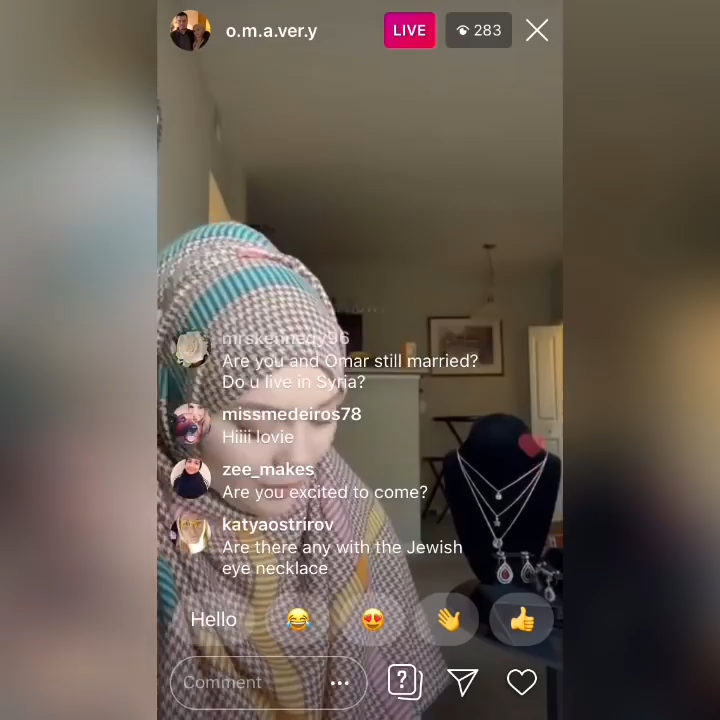 o.m.a.ver.y
LIVE
283
mrskennedy96
Are you and Omar still married?
Do u live in Syria?
missmedeiros78
Hiiii lovie
zee_makes
Are you excited to come?
katyaostrirov
Are there any with the Jewish
eye necklace
Hello
Comment